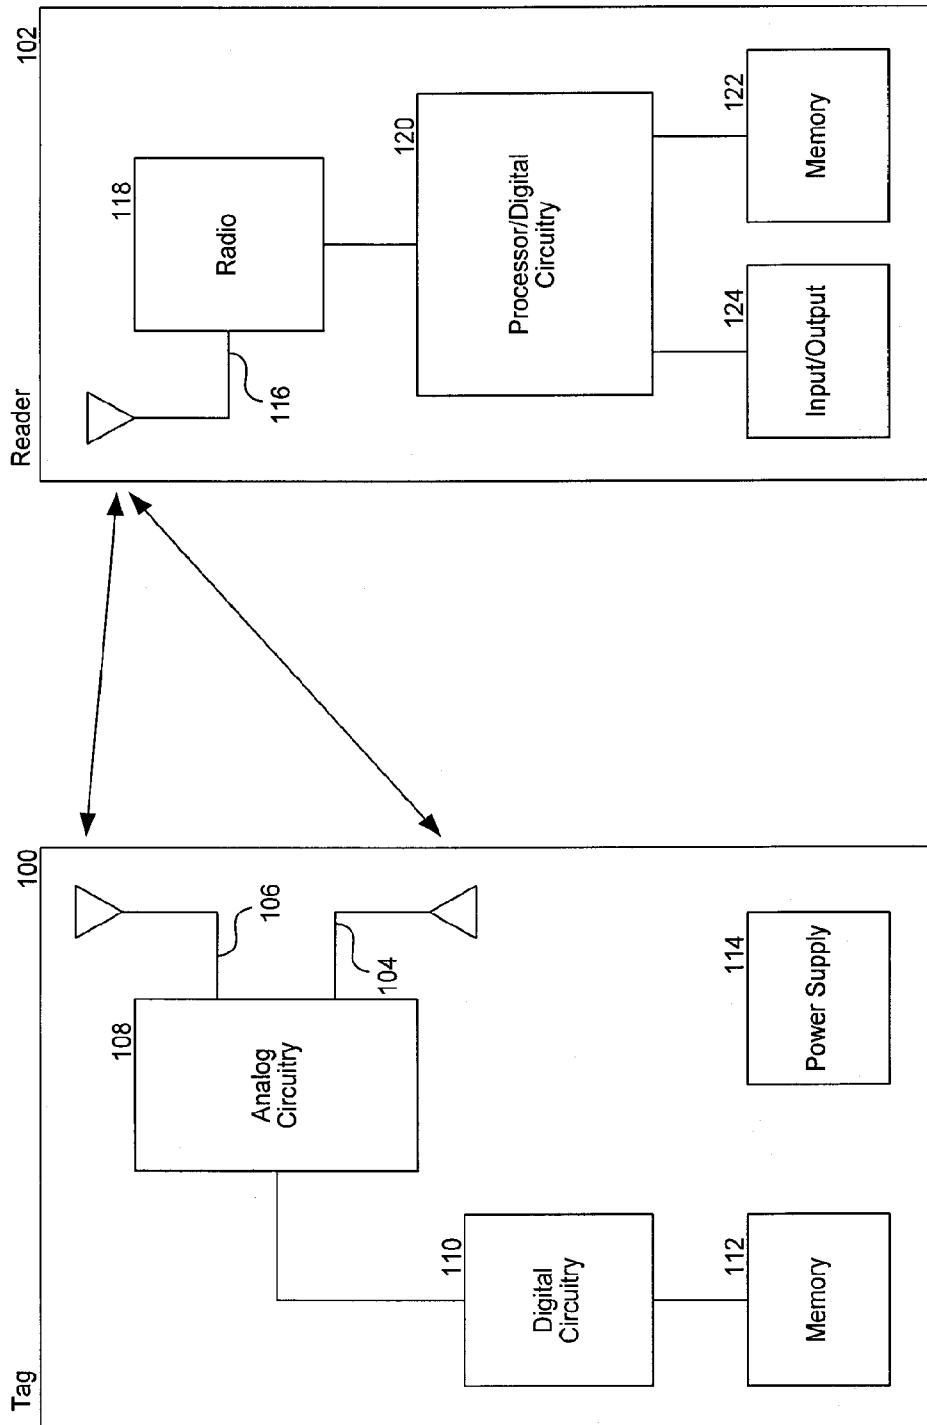 Tag
100
106
104
108
Analog
Circuitry
110
Digital
Circuitry
112
Memory
114
Power Supply
Reader
102
116
118
Radio
120
Processor/Digital
Circuitry
124
Input/Output
122
Memory